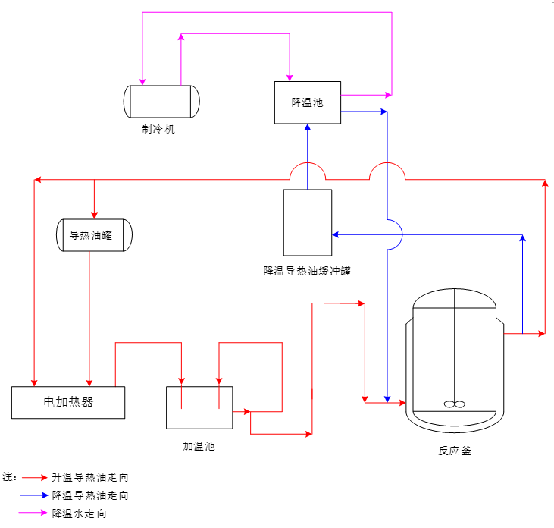 降温池
制冷机
导热油罐
降温导热油缓冲罐
电加热器
加温池
反应釜
注：
升温导热油走向
降温导热油走向
降温水走向